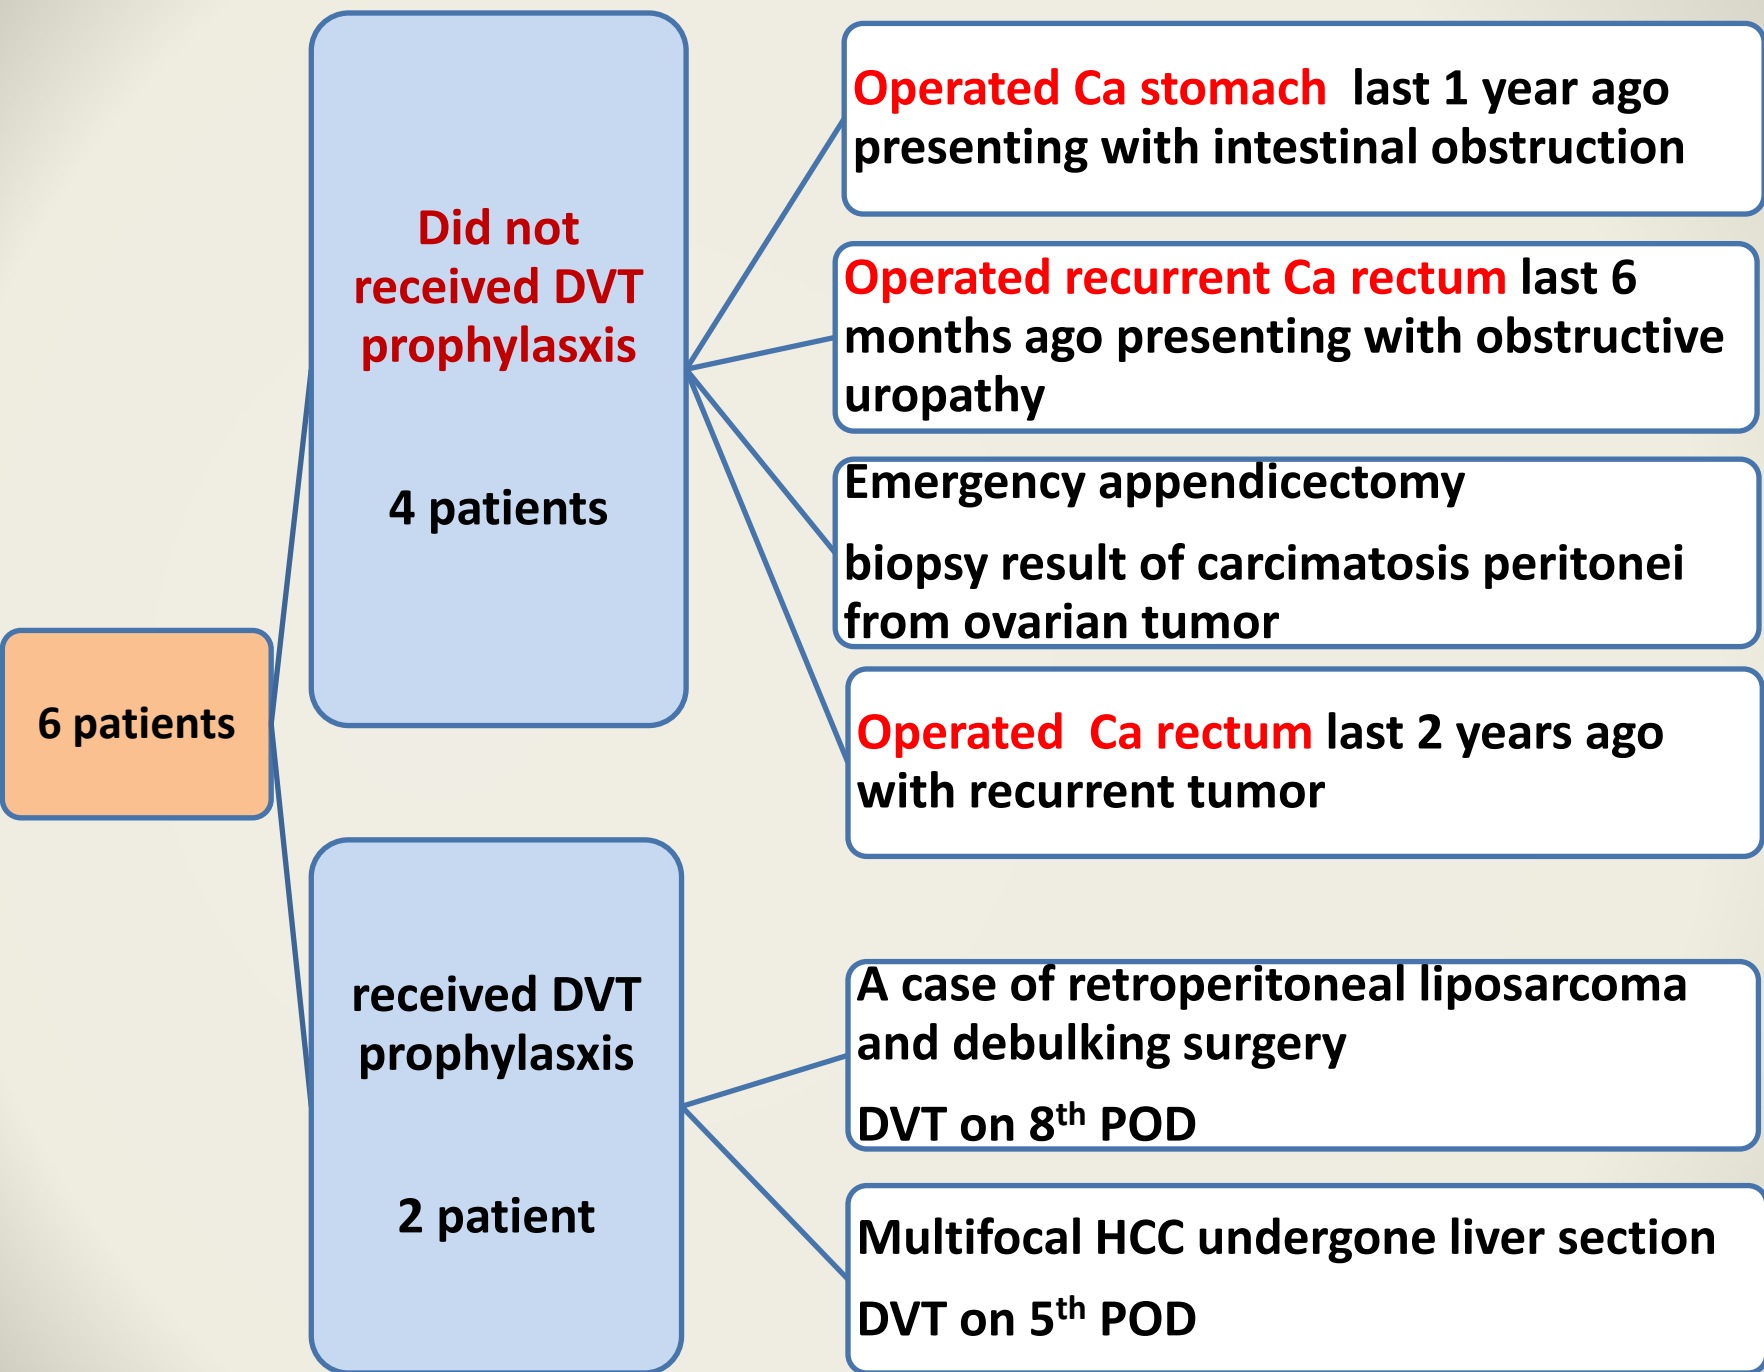 6 patients
Did not
received DVT
prophylasxis
4 patients
Operated Ca stomach last 1 year ago
presenting with intestinal obstruction
Operated recurrent Ca rectum last 6
months ago presenting with obstructive
uropathy
Emergency appendicectomy
biopsy result of carcimatosis peritonei
from ovarian tumor
Operated Ca rectum last 2 years ago
with recurrent tumor
received DVT
prophylasxis
2 patient
A case of retroperitoneal liposarcoma
and debulking surgery
DVT on 8th POD
Multifocal HCC undergone liver section
DVT on 5th POD